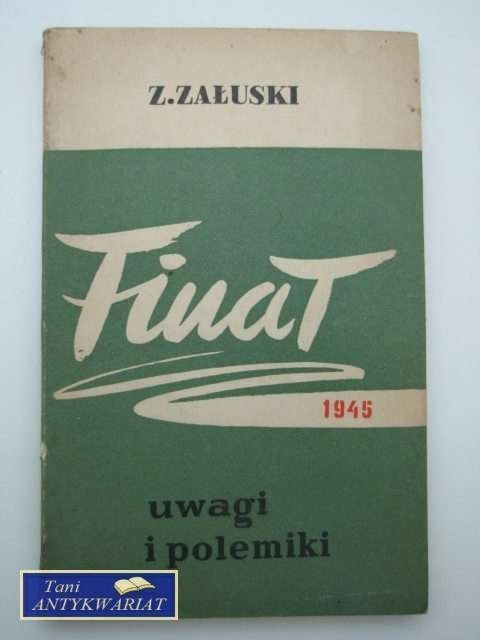 Z. ZAŁUSKI
Finał
1945
uwagi
i polemiki
Tani
ANTYKWARIAT